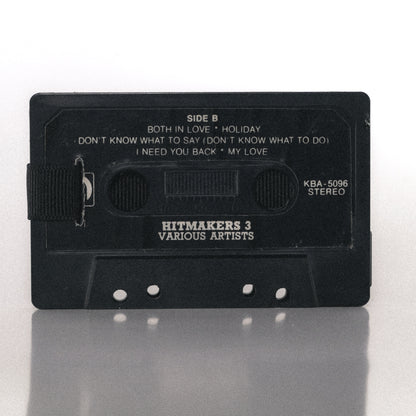 SIDE B
BOTH IN LOVE * HOLIDAY
DON'T KNOW WHAT TO SAY (DON'T KNOW WHAT TO DO)
I NEED YOU BACK * MY LOVE
KBA-5096
STEREO
HITMAKERS 3
VARIOUS ARTISTS